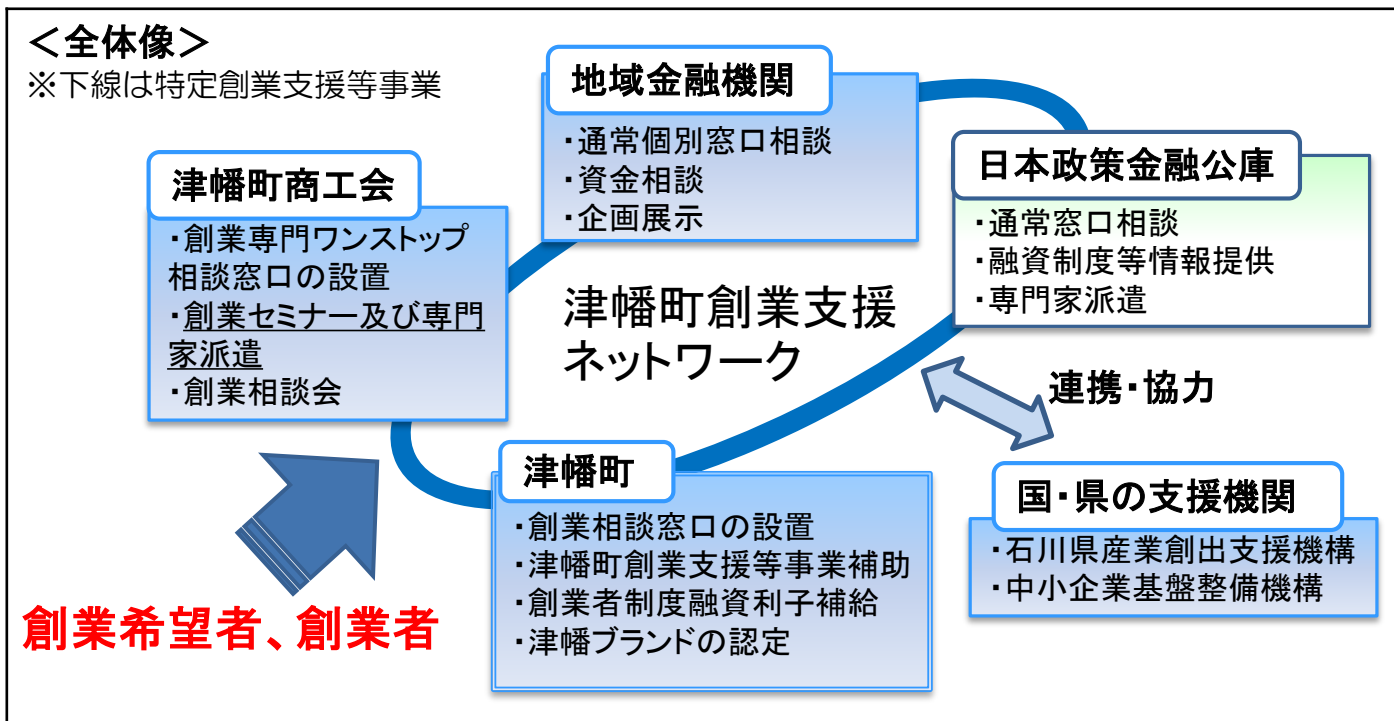 ＜全体像＞
※下線は特定創業支援等事業
地域金融機関
・通常個別窓口相談
・資金相談
・企画展示
日本政策金融公庫
・通常窓口相談
・融資制度等情報提供
・専門家派遣
津幡町商工会
・創業専門ワンストップ
相談窓口の設置
・創業セミナー及び専門
家派遣
・創業相談会
津幡町創業支援
ネットワーク
連携・協力
津幡町
・創業相談窓口の設置
・津幡町創業支援等事業補助
・創業者制度融資利子補給
・津幡ブランドの認定
国・県の支援機関
・石川県産業創出支援機構
・中小企業基盤整備機構
創業希望者、創業者